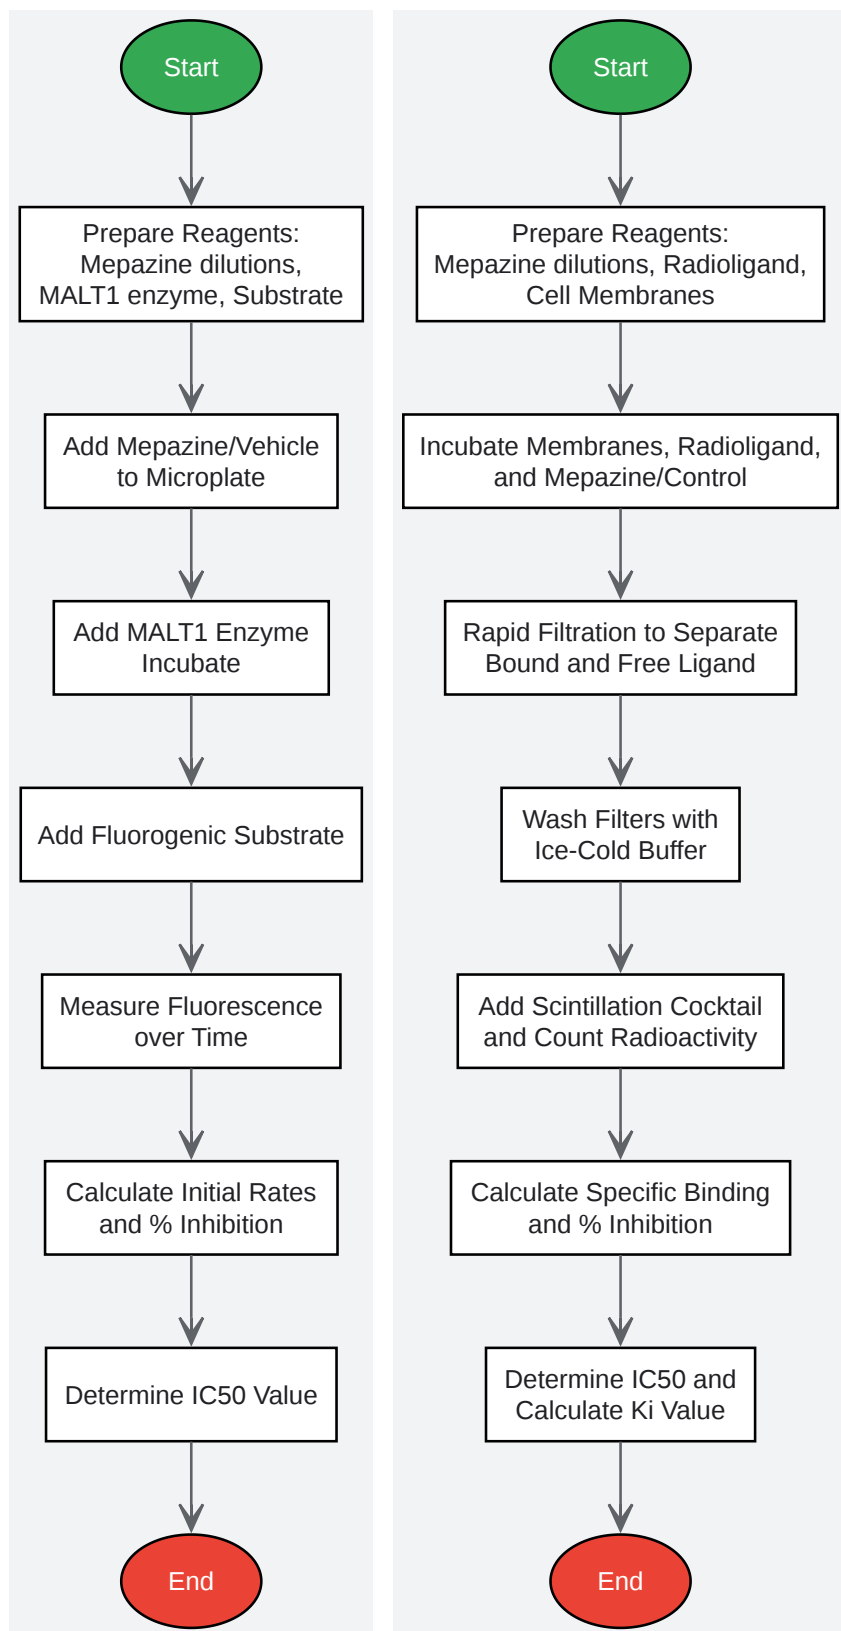 Start
Prepare Reagents:
Mepazine dilutions,
MALT1 enzyme, Substrate
Add Mepazine/Vehicle
to Microplate
Add MALT1 Enzyme
Incubate
Add Fluorogenic Substrate
Measure Fluorescence
over Time
Calculate Initial Rates
and % Inhibition
Determine IC50 Value
End
Start
Prepare Reagents:
Mepazine dilutions, Radioligand,
Cell Membranes
Incubate Membranes, Radioligand,
and Mepazine/Control
Rapid Filtration to Separate
Bound and Free Ligand
Wash Filters with
Ice-Cold Buffer
Add Scintillation Cocktail
and Count Radioactivity
Calculate Specific Binding
and % Inhibition
Determine IC50 and
Calculate Ki Value
End